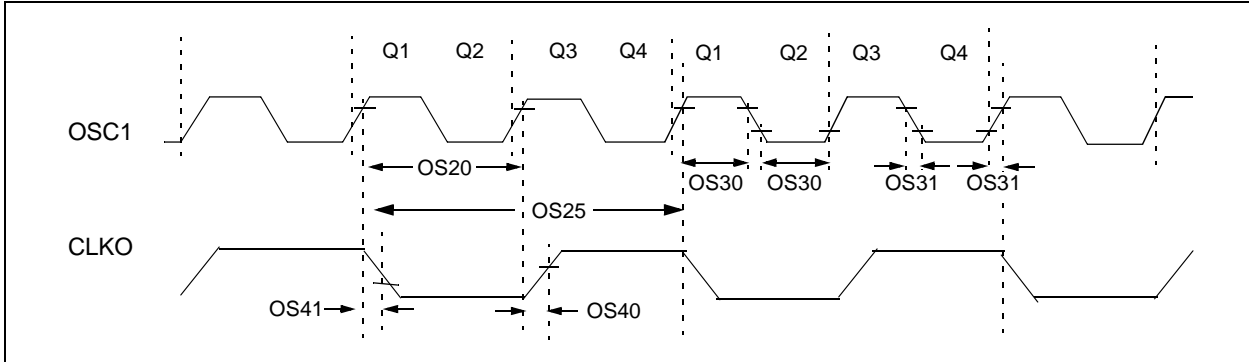 Q1 Q2 Q3 Q4 Q1 Q2 Q3 Q4
OSC1
OS20
OS30 OS30 OS31 OS31
OS25
CLKO
OS41 OS40